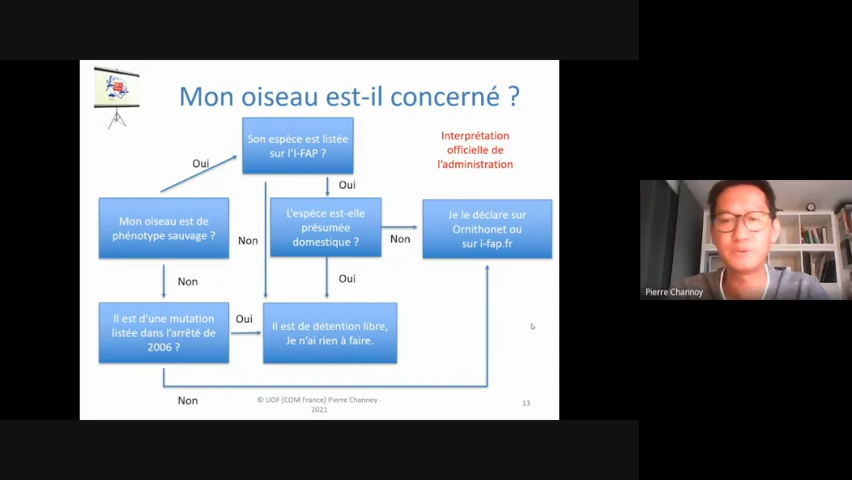 Mon oiseau est-il concerné ?
Son espèce est listée
sur l'I-FAP ?
Interprétation
officielle de
l'administration
Oui
Oui
Mon oiseau est de
phénotype sauvage ?
L'espèce est-elle
présumée
domestique ?
Je le déclare sur
Ornithonet ou
sur i-fap.fr
Non
Non
Non
Oui
Il est d'une mutation
listée dans l'arrêté de
2006 ?
Oui
Il est de détention libre,
Je n'ai rien à faire.
Non
© UOF (COM France) Pierre Channoy -
2021
13
Pierre Channoy